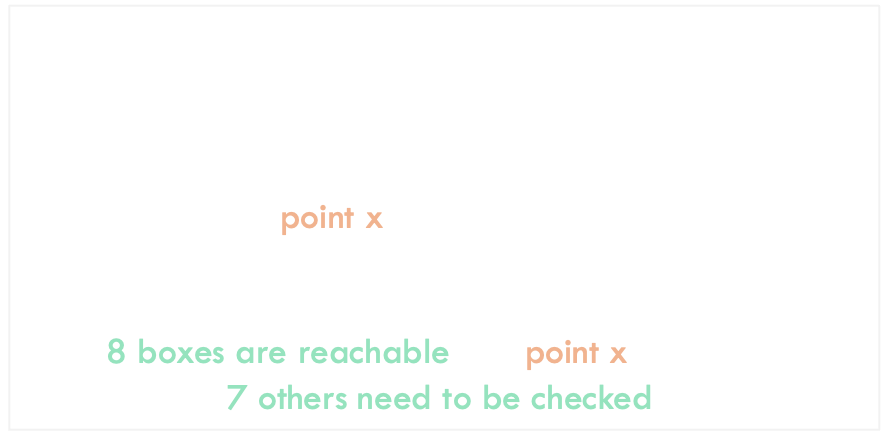 point x
8 boxes are reachable point x
7 others need to be checked